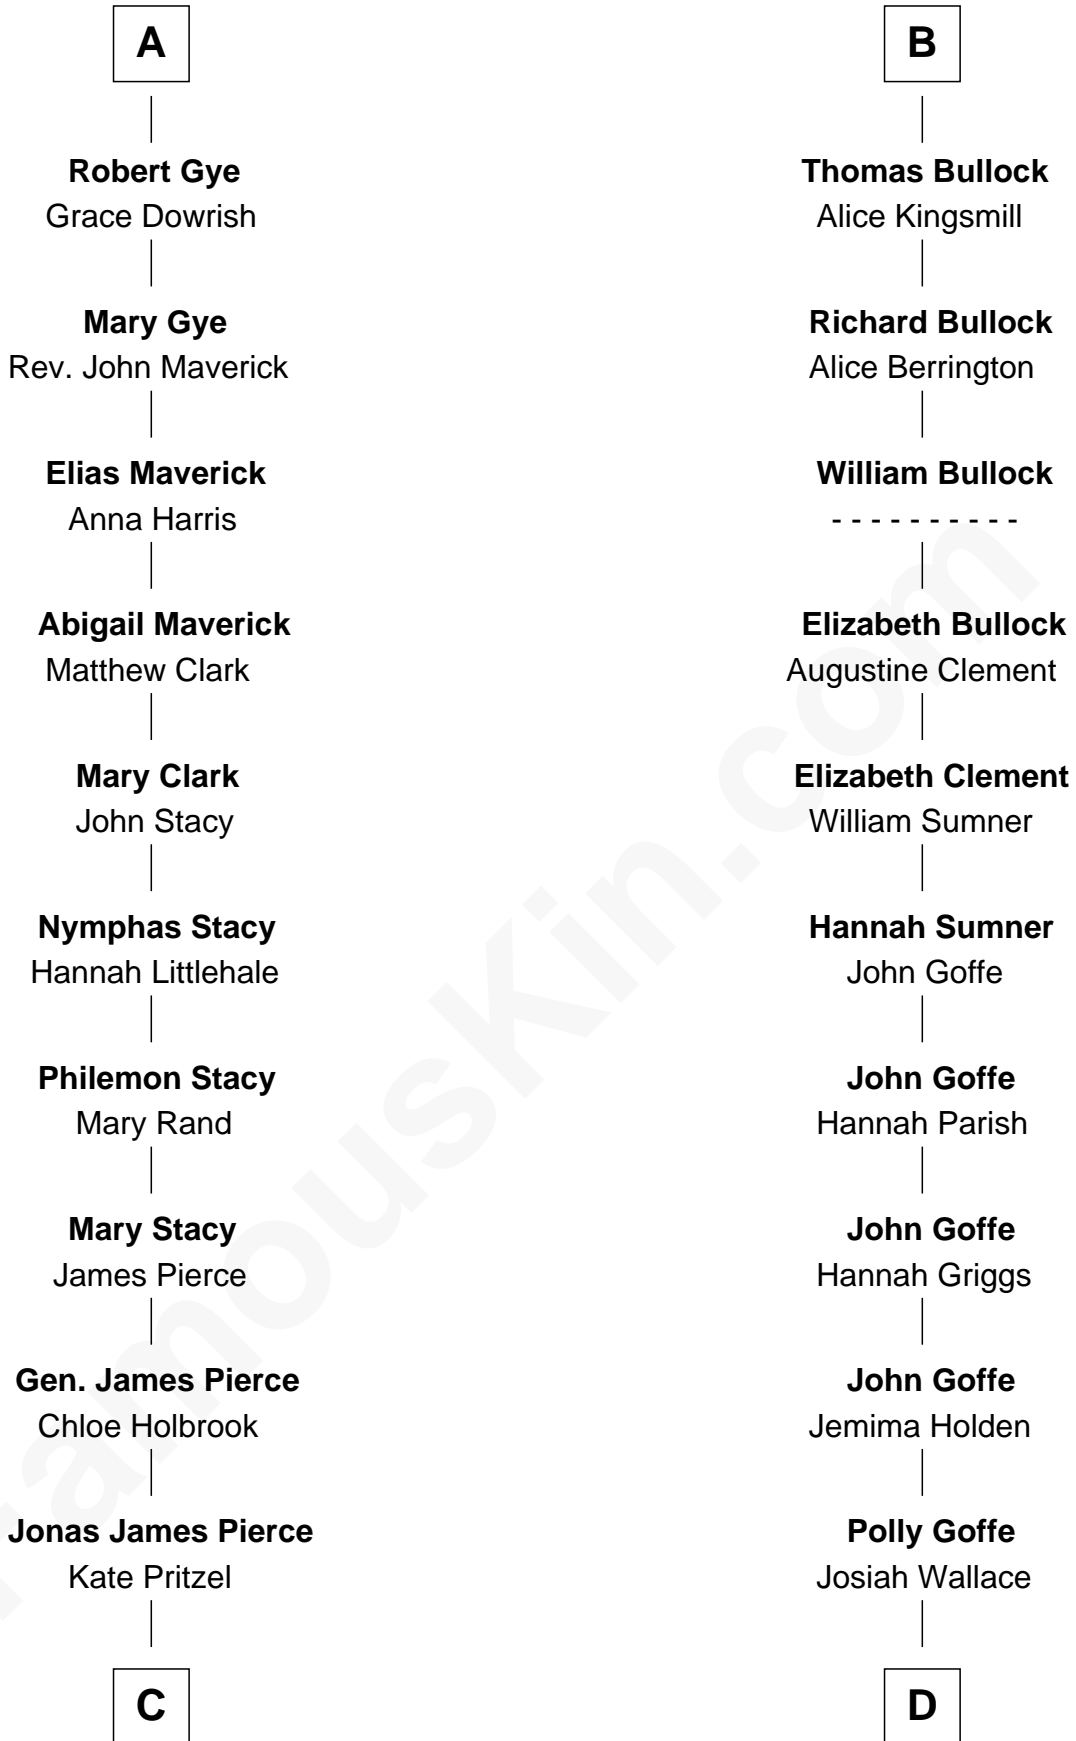 A
Robert Gye
Grace Dowrish
Mary Gye
Rev. John Maverick
Elias Maverick
Anna Harris
Abigail Maverick
Matthew Clark
Mary Clark
John Stacy
Nymphas Stacy
Hannah Littlehale
Philemon Stacy
Mary Rand
Mary Stacy
James Pierce
Gen. James Pierce
Chloe Holbrook
Jonas James Pierce
Kate Pritzel
C
B
Thomas Bullock
Alice Kingsmill
Richard Bullock
Alice Berrington
William Bullock
- - - - - - - - - -
Elizabeth Bullock
Augustine Clement
Elizabeth Clement
William Sumner
Hannah Sumner
John Goffe
John Goffe
Hannah Parish
John Goffe
Hannah Griggs
John Goffe
Jemima Holden
Polly Goffe
Josiah Wallace
D
FamousKin.com